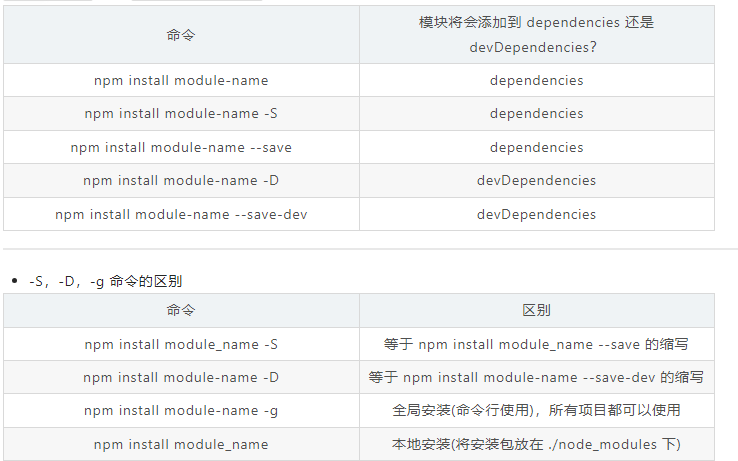 命令 模块将会添加到 dependencies 还是
devDependencies?
npm install module-name dependencies
npm install module-name -S dependencies
npm install module-name --save dependencies
npm install module-name -D devDependencies
npm install module-name --save-dev devDependencies
-S，-D，-g 命令的区别
命令 区别
npm install module_name -S 等于 npm install module_name --save 的缩写
npm install module-name -D 等于 npm install module-name --save-dev 的缩写
npm install module-name -g 全局安装(命令行使用)，所有项目都可以使用
npm install module_name 本地安装(将安装包放在 ./node_modules 下)